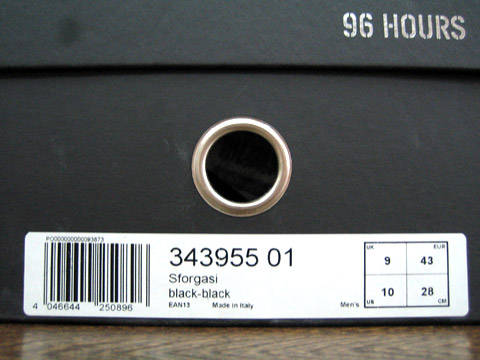 96 HOURS
PO000000000093873
343955 01
Sforgasi
black-black
EAN13 Made in Italy Men's
4 046644 250896
UK 9 43 EUR
US 10 28 CM